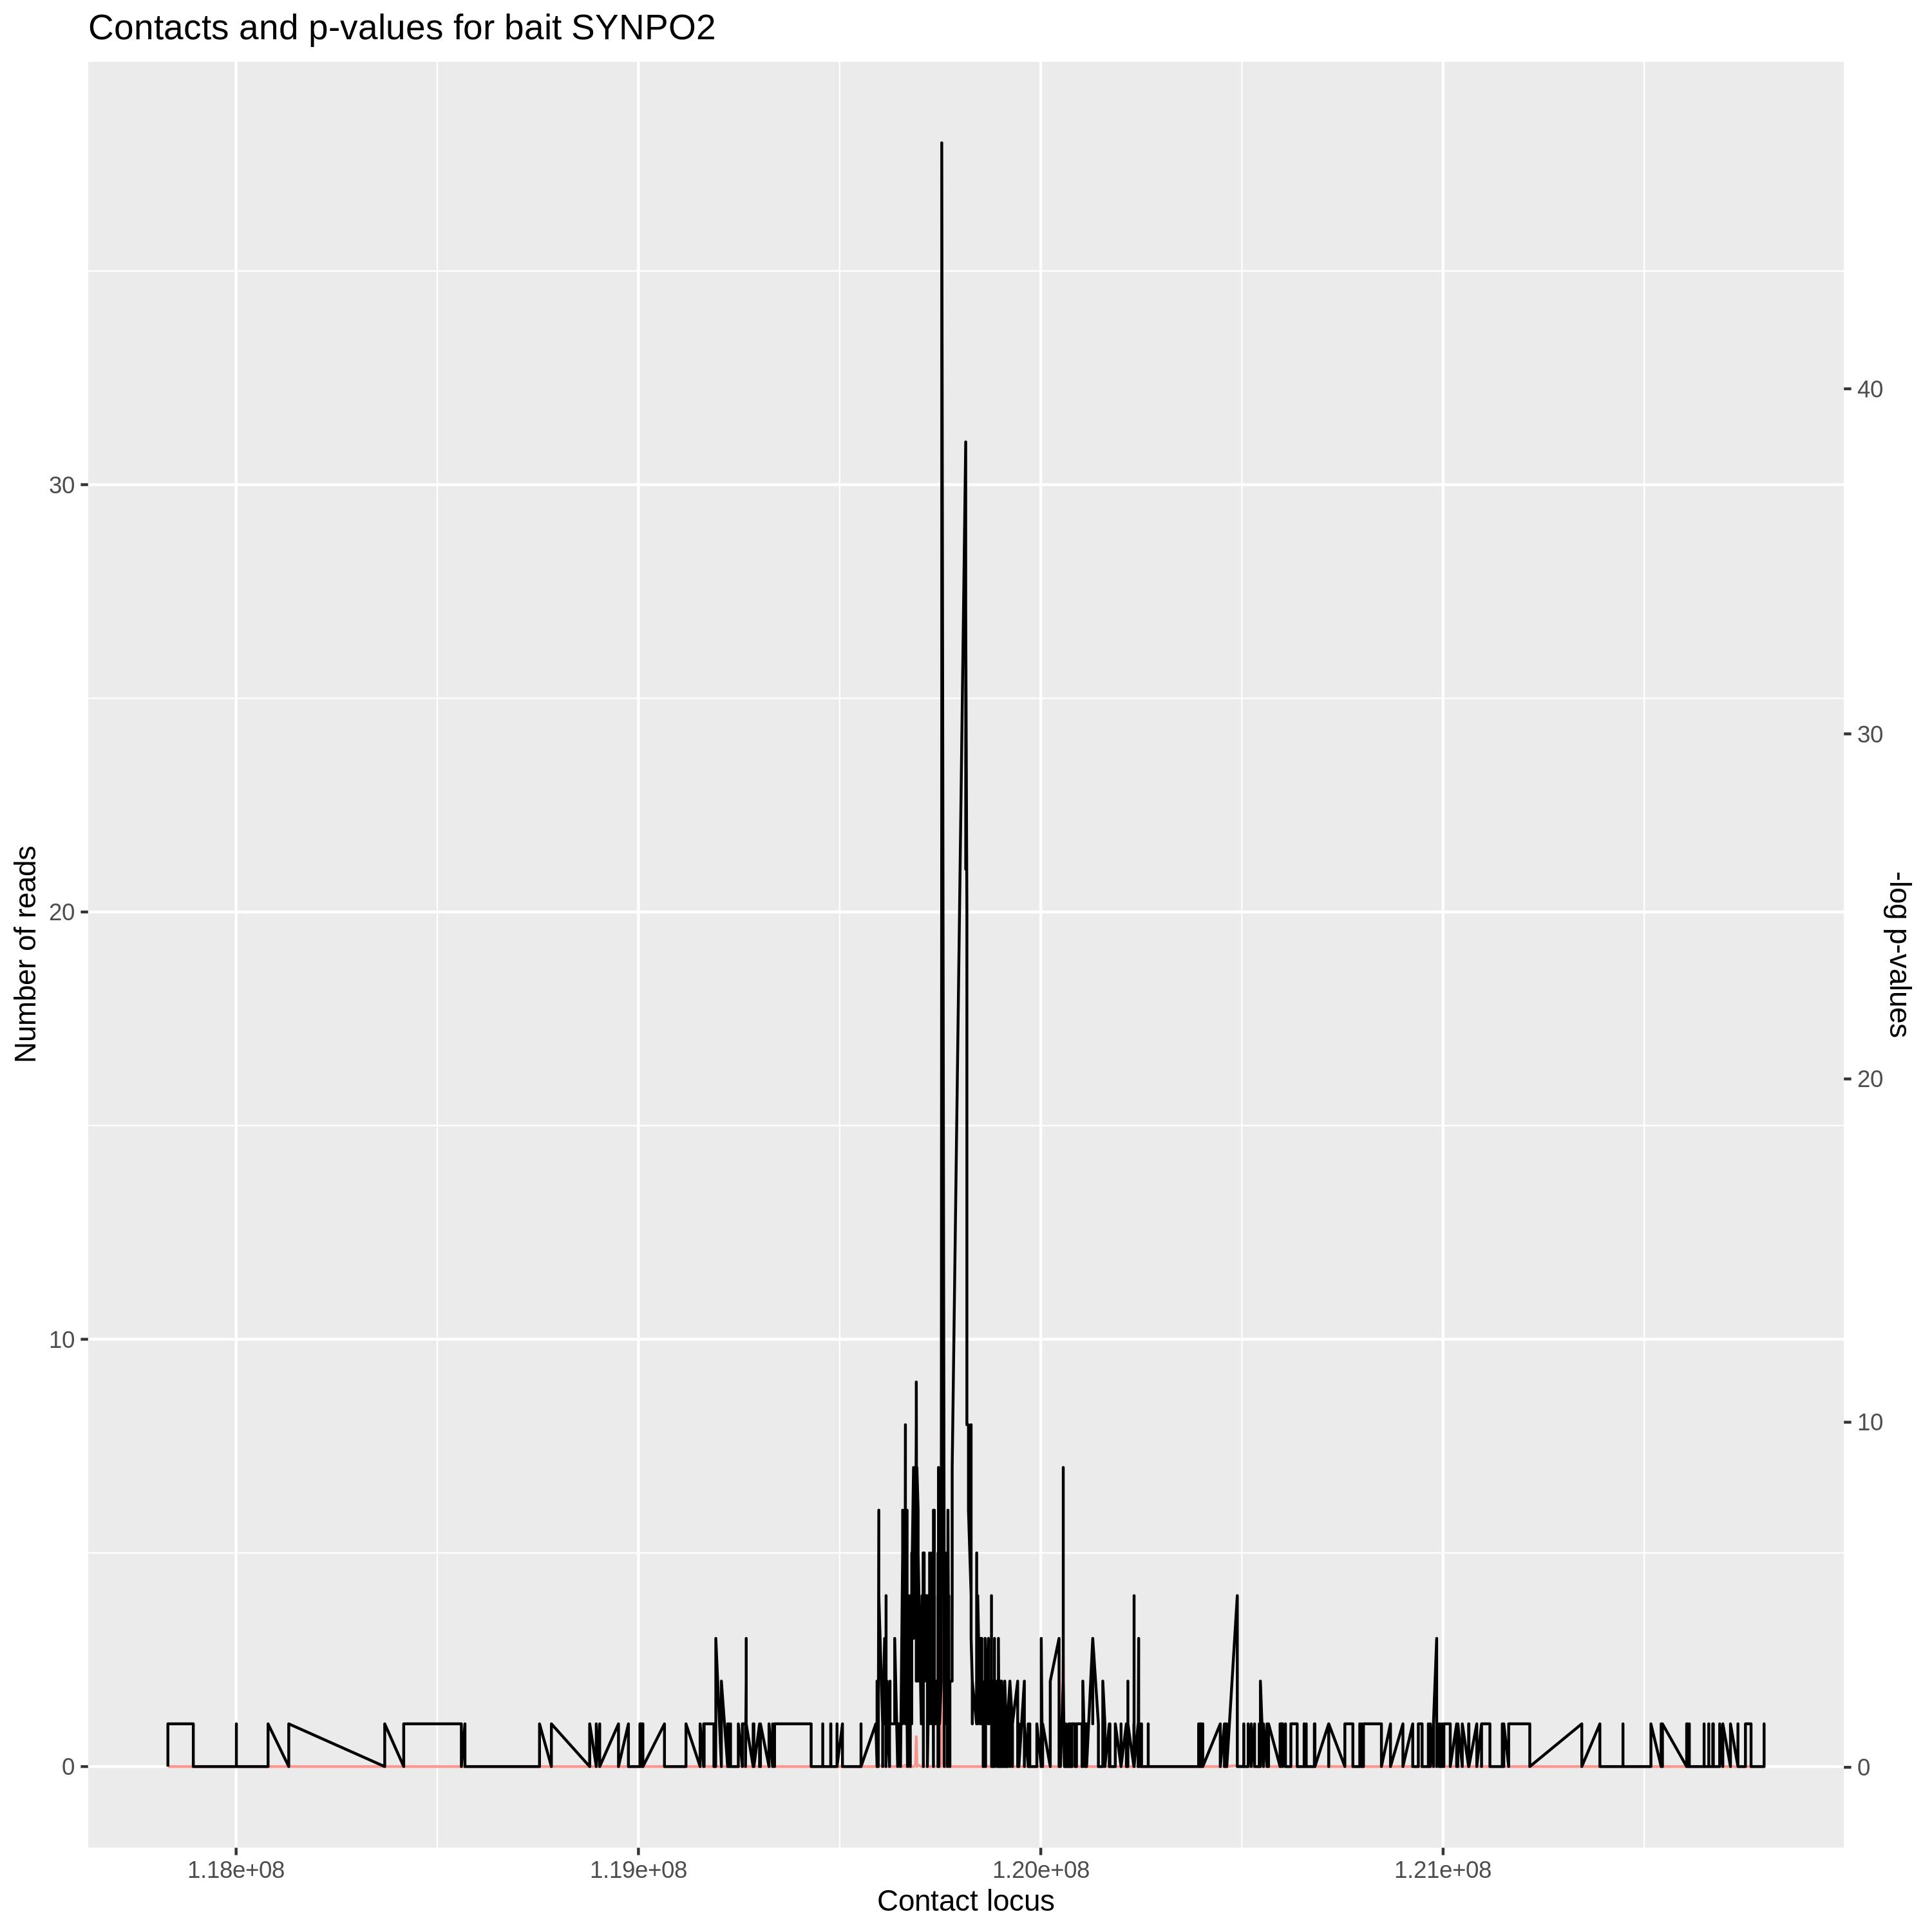 Contacts and p-values for bait SYNPO2
Number of reads
30
20
10
0
40
30
20
10
0
-log p-values
1.18e+08
1.19e+08
1.20e+08
1.21e+08
Contact locus